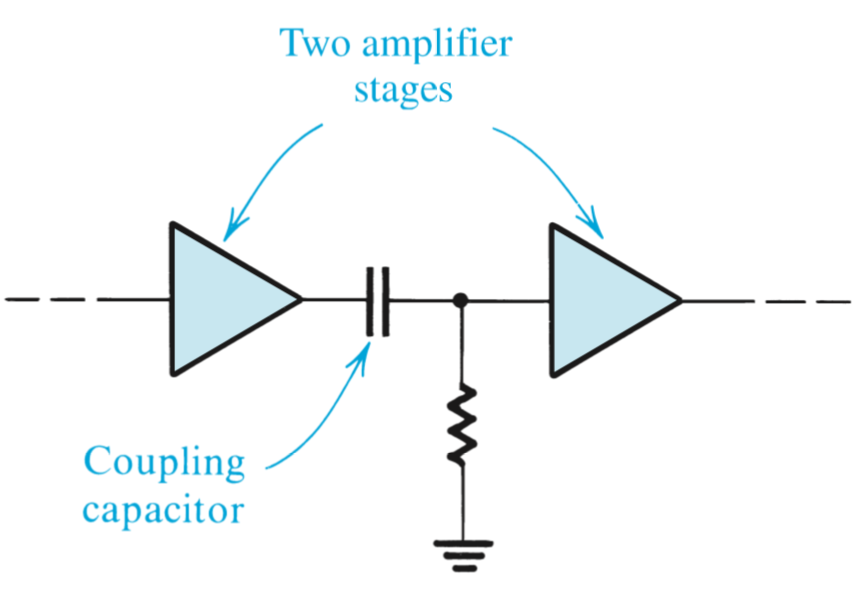 Two amplifier
stages
Coupling
capacitor